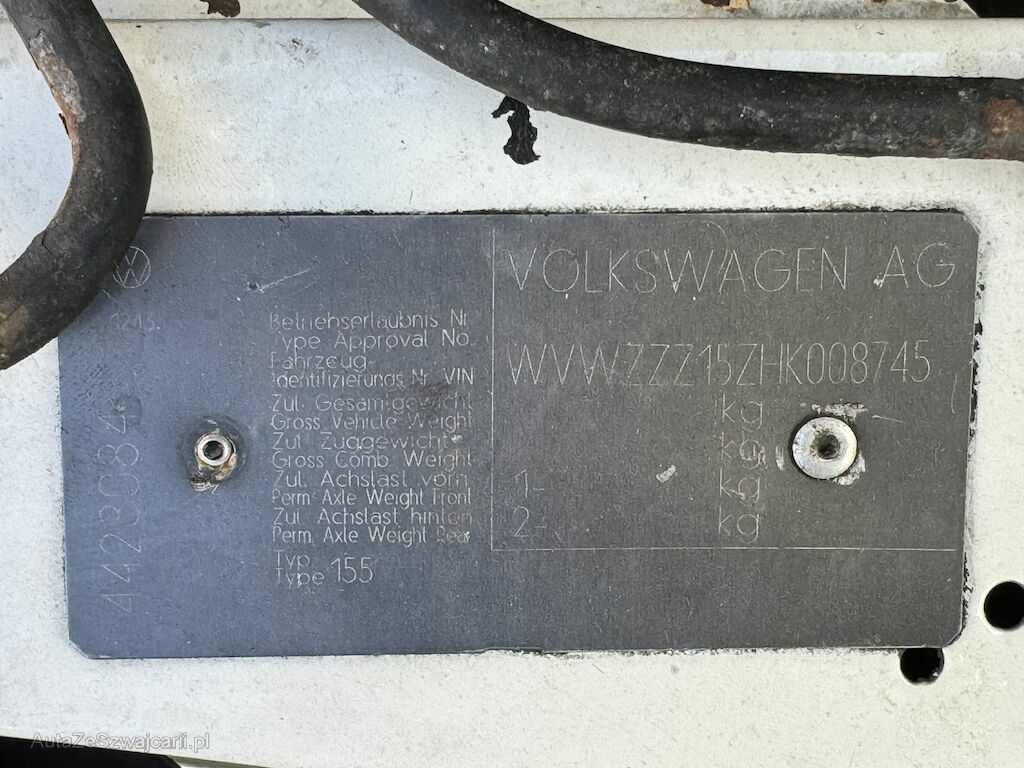 VOLKSWAGEN AG
Betriebserlaubnis Nr.
Type Approval No.
Fahrzeug
Identifizierungs Nr. VIN
WVWZZZ15ZHK008745
Zul. Gesamtgewicht
Gross Vehicle Weight
kg
Zul. Zuggewicht
Gross Comb Weight
kg
Zul. Achslast vorn
Perm. Axle Weight Front
1- kg
Zul. Achslast hinten
Perm. Axle Weight Rear
2- kg
Typ
Type 155
AutaZeSzwajcarii.pl